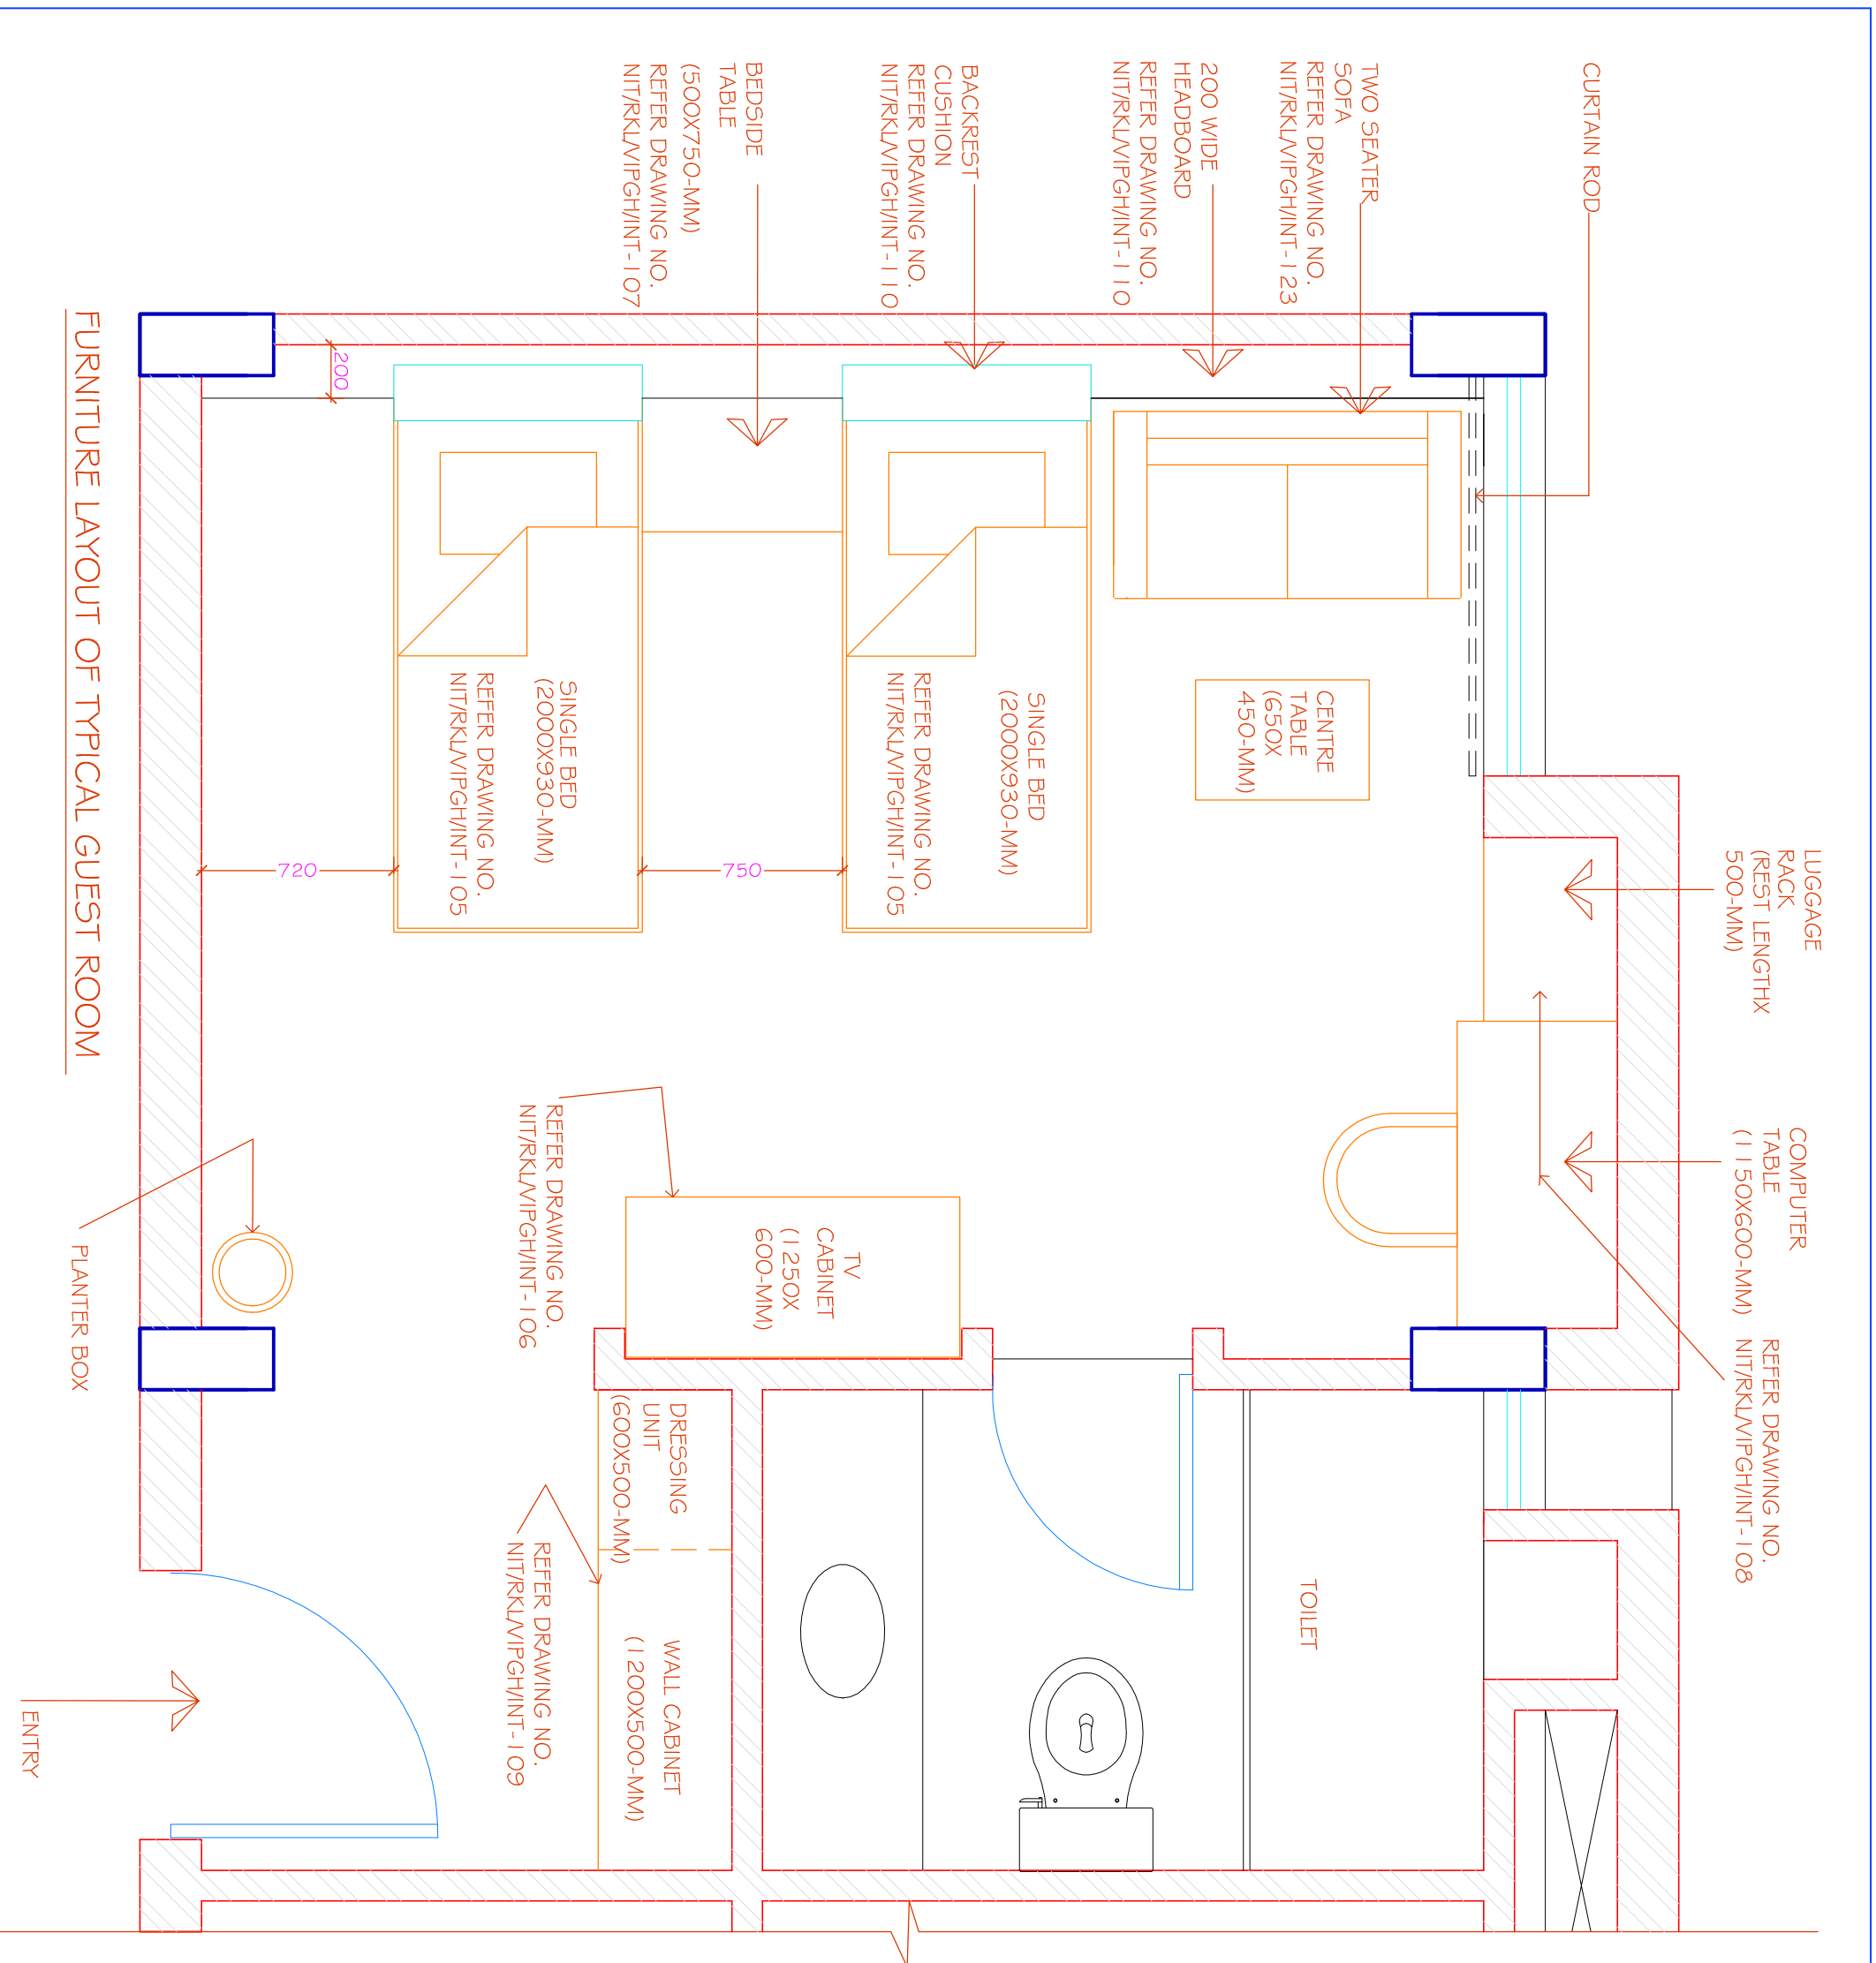 CURTAIN ROD
TWO SEATER
SOFA
REFER DRAWING NO.
NIT/RKL/VIPGH/INT-123
200 WIDE
HEADBOARD
REFER DRAWING NO.
NIT/RKL/VIPGH/INT-110
BACKREST
CUSHION
REFER DRAWING NO.
NIT/RKL/VIPGH/INT-110
BEDSIDE
TABLE
(500X750-MM)
REFER DRAWING NO.
NIT/RKL/VIPGH/INT-107
200
LUGGAGE
RACK
(REST LENGTHX
500-MM)
COMPUTER
TABLE
(1150X600-MM)
REFER DRAWING NO.
NIT/RKL/VIPGH/INT-108
CENTRE
TABLE
(650X
450-MM)
SINGLE BED
(2000X930-MM)
REFER DRAWING NO.
NIT/RKL/VIPGH/INT-105
SINGLE BED
(2000X930-MM)
REFER DRAWING NO.
NIT/RKL/VIPGH/INT-105
750
720
TV
CABINET
(1250X
600-MM)
REFER DRAWING NO.
NIT/RKL/VIPGH/INT-106
PLANTER BOX
TOILET
DRESSING
UNIT
(600X500-MM)
WALL CABINET
(1200X500-MM)
REFER DRAWING NO.
NIT/RKL/VIPGH/INT-109
ENTRY
FURNITURE LAYOUT OF TYPICAL GUEST ROOM